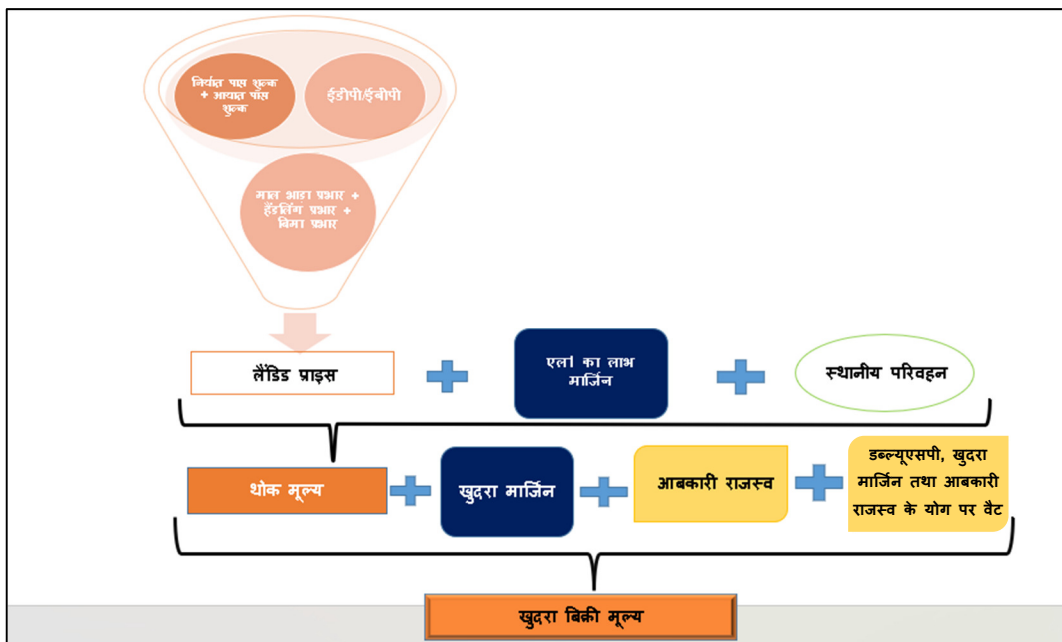 निर्यात पास शुल्क
+ आयात पास
शुल्क
ईडीपी/ईबीपी
माल भाडा प्रभार +
हैंडलिंग प्रभार +
बिमा प्रभार
लैंडिड प्राइस
एल1 का लाभ
मार्जिन
स्थानीय परिवहन
थोक मूल्य
खुदरा मार्जिन
आबकारी राजस्व
डब्ल्यूएसपी, खुदरा
मार्जिन तथा आबकारी
राजस्व के योग पर वैट
खुदरा बिक्री मूल्य